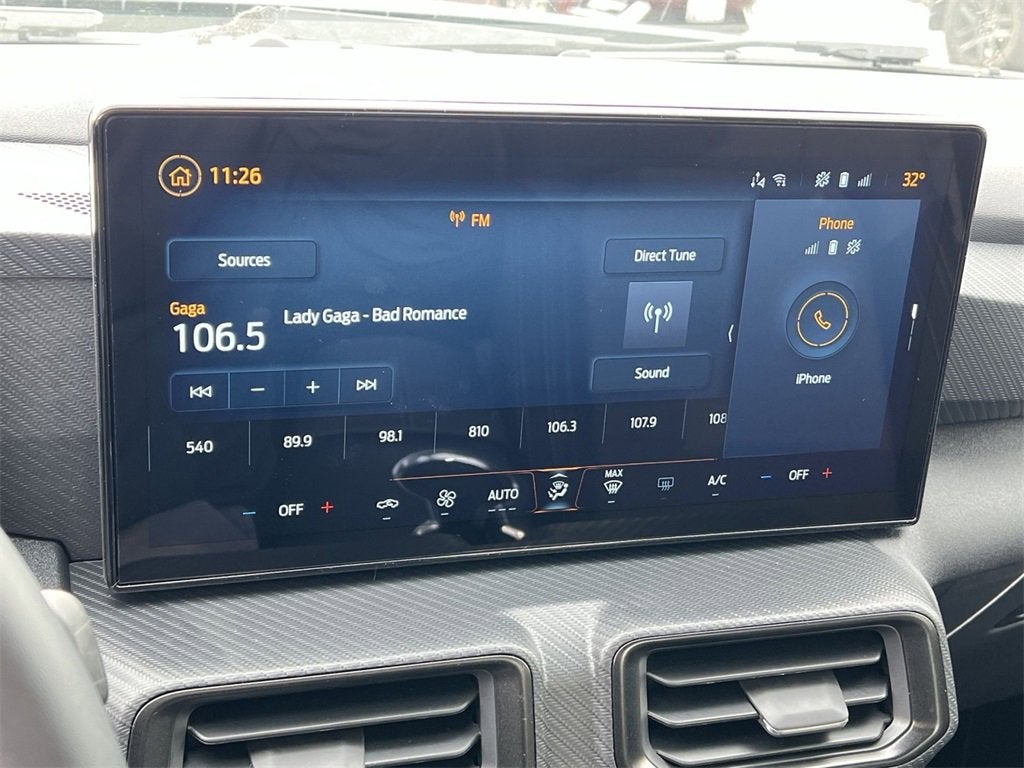 11:26
32°
FM
Phone
Sources
Direct Tune
Gaga
106.5
Lady Gaga - Bad Romance
Sound
iPhone
540 89.9 98.1 810 106.3 107.9 108
OFF + AUTO MAX A/C - OFF +